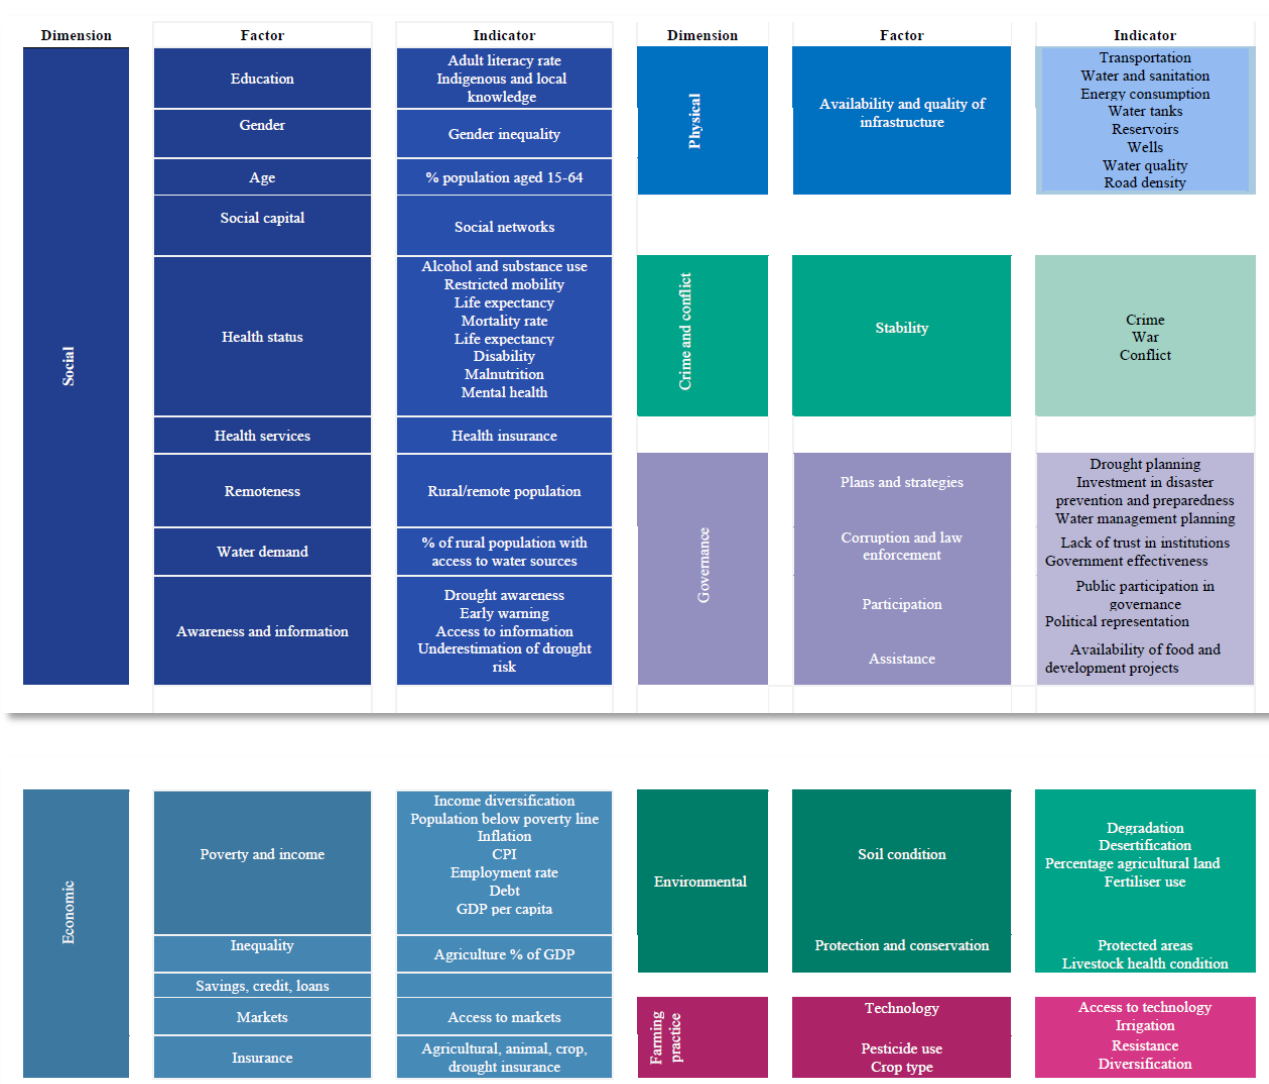 Dimension
Factor
Indicator
Dimension
Factor
Indicator
Social
Education
Adult literacy rate
Indigenous and local
knowledge
Gender
Gender inequality
Age
% population aged 15-64
Social capital
Social networks
Health status
Alcohol and substance use
Restricted mobility
Life expectancy
Mortality rate
Life expectancy
Disability
Malnutrition
Mental health
Health services
Health insurance
Remoteness
Rural/remote population
Water demand
% of rural population with
access to water sources
Awareness and information
Drought awareness
Early warning
Access to information
Underestimation of drought
risk
Physical
Availability and quality of
infrastructure
Transportation
Water and sanitation
Energy consumption
Water tanks
Reservoirs
Wells
Water quality
Road density
Crime and conflict
Stability
Crime
War
Conflict
Governance
Plans and strategies
Drought planning
Investment in disaster
prevention and preparedness
Water management planning
Corruption and law
enforcement
Lack of trust in institutions
Government effectiveness
Participation
Public participation in
governance
Political representation
Assistance
Availability of food and
development projects
Economic
Poverty and income
Income diversification
Population below poverty line
Inflation
CPI
Employment rate
Debt
GDP per capita
Inequality
Agriculture % of GDP
Savings, credit, loans
Markets
Access to markets
Insurance
Agricultural, animal, crop,
drought insurance
Environmental
Soil condition
Degradation
Desertification
Percentage agricultural land
Fertiliser use
Protection and conservation
Protected areas
Livestock health condition
Farming
practice
Technology
Access to technology
Irrigation
Pesticide use
Crop type
Resistance
Diversification